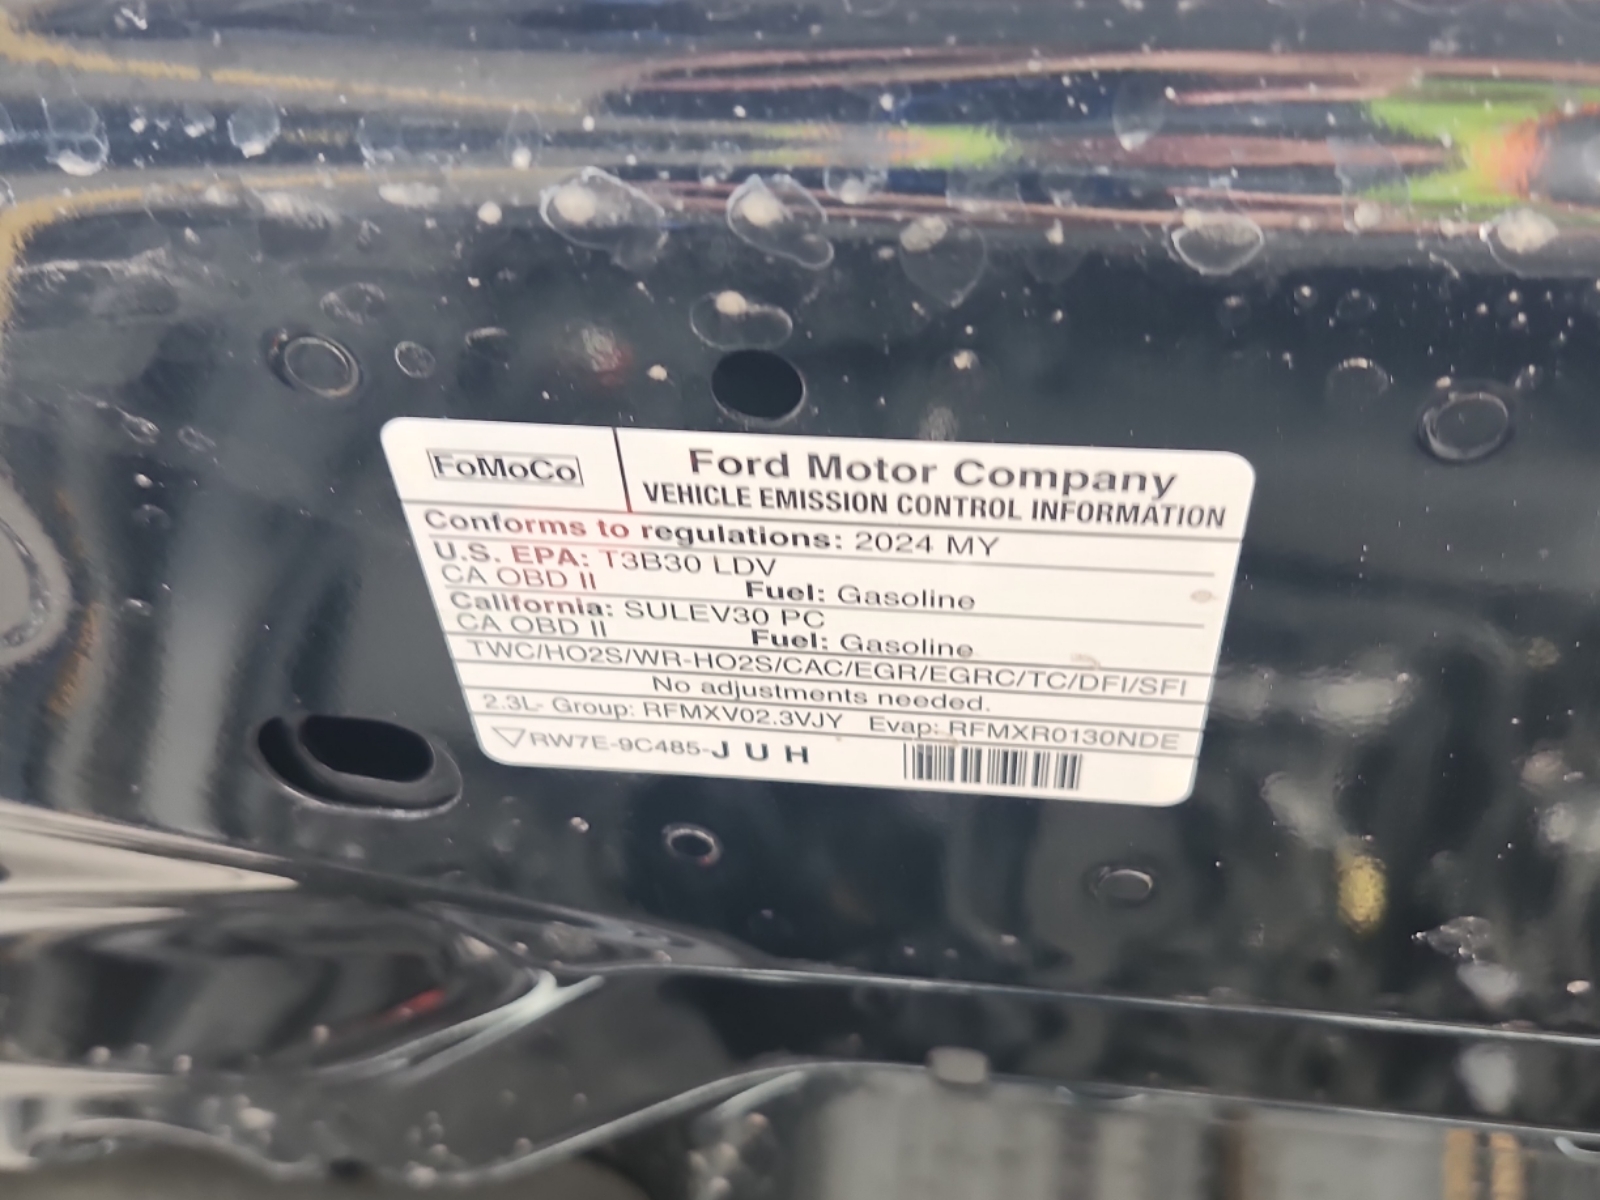 FoMoCo
Ford Motor Company
VEHICLE EMISSION CONTROL INFORMATION
Conforms to regulations: 2024 MY
U.S. EPA: T3B30 LDV
CA OBD II Fuel: Gasoline
California: SULEV30 PC
CA OBD II Fuel: Gasoline
TWC/HO2S/WR-HO2S/CAC/EGR/EGRC/TC/DFI/SFI
No adjustments needed.
2.3L- Group: RFMXV02.3VJY Evap: RFMXR0130NDE
RW7E-9C485-J U H